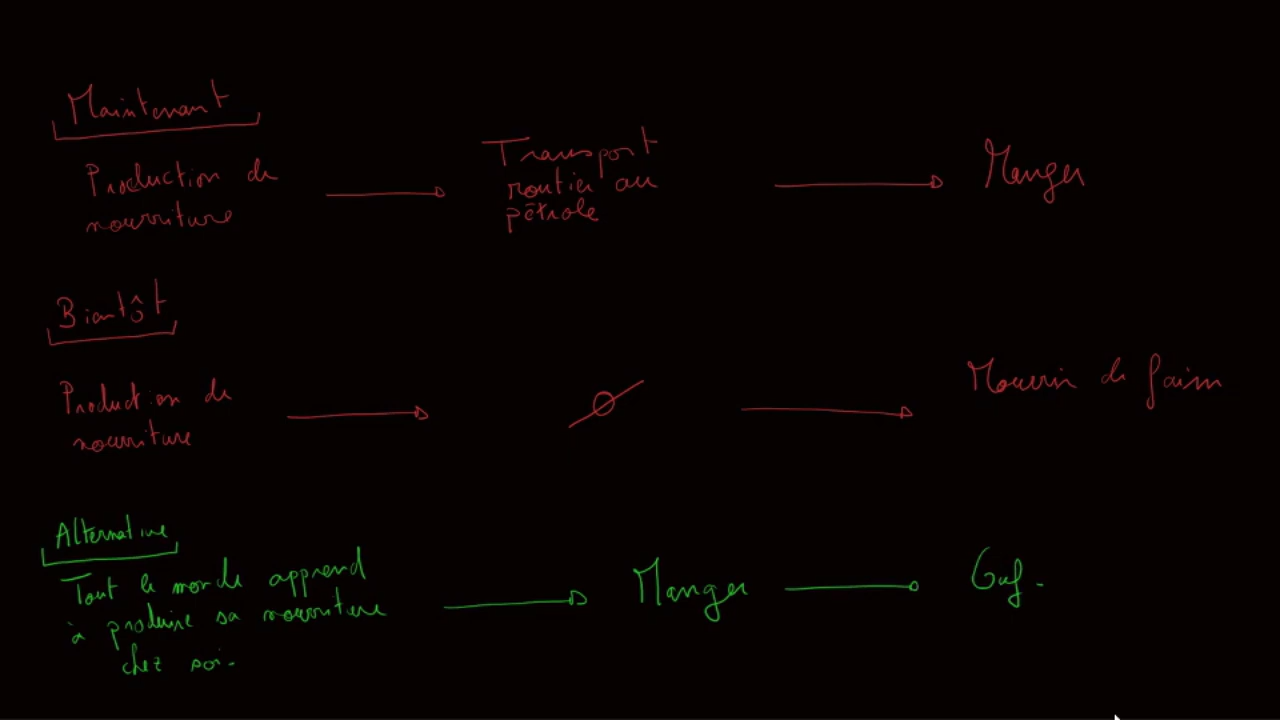 Maintenant
Production de
nourriture
Transport
routier au
pétrole
Manger
Bientôt
Production de
nourriture
Mourir de faim
Alternative
Tout le monde apprend
à produire sa nourriture
chez soi.
Manger